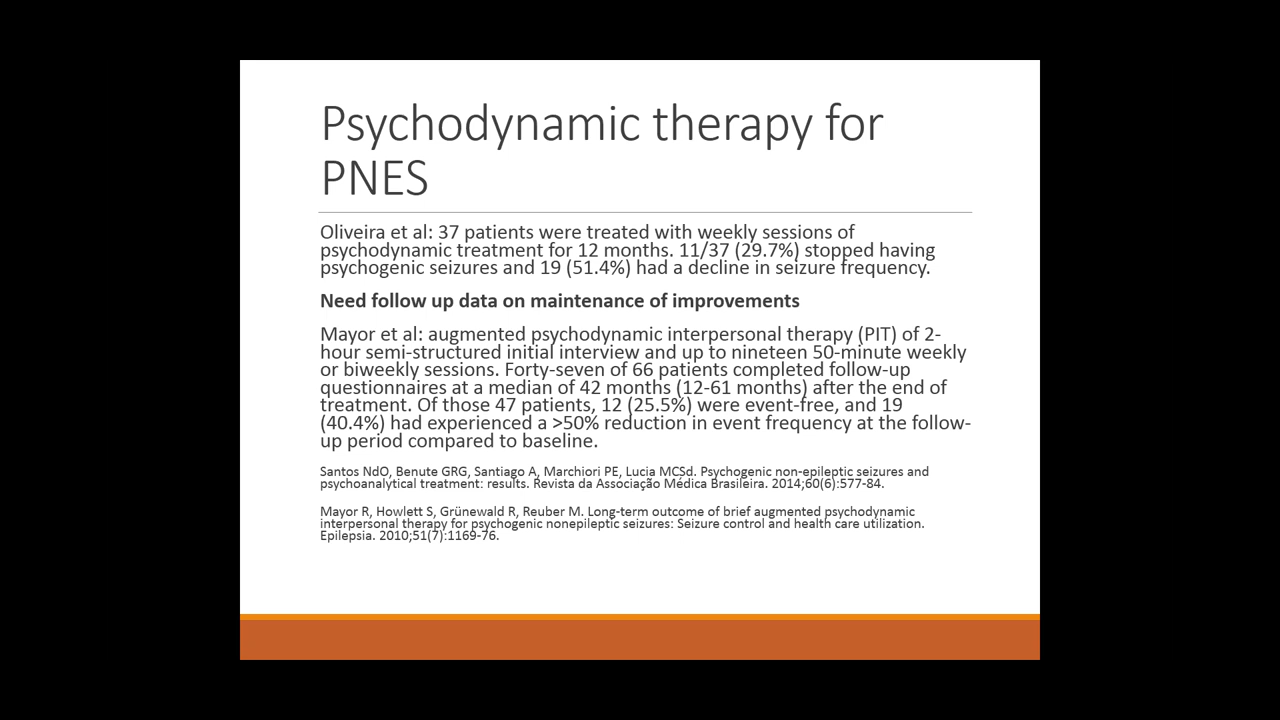 Psychodynamic therapy for
PNES
Oliveira et al: 37 patients were treated with weekly sessions of
psychodynamic treatment for 12 months. 11/37 (29.7%) stopped having
psychogenic seizures and 19 (51.4%) had a decline in seizure frequency.
Need follow up data on maintenance of improvements
Mayor et al: augmented psychodynamic interpersonal therapy (PIT) of 2-
hour semi-structured initial interview and up to nineteen 50-minute weekly
or biweekly sessions. Forty-seven of 66 patients completed follow-up
questionnaires at a median of 42 months (12-61 months) after the end of
treatment. Of those 47 patients, 12 (25.5%) were event-free, and 19
(40.4%) had experienced a >50% reduction in event frequency at the follow-
up period compared to baseline.
Santos NdO, Benute GRG, Santiago A, Marchiori PE, Lucia MCSd. Psychogenic non-epileptic seizures and
psychoanalytical treatment: results. Revista da Associação Médica Brasileira. 2014;60(6):577-84.
Mayor R, Howlett S, Grünewald R, Reuber M. Long-term outcome of brief augmented psychodynamic
interpersonal therapy for psychogenic nonepileptic seizures: Seizure control and health care utilization.
Epilepsia. 2010;51(7):1169-76.